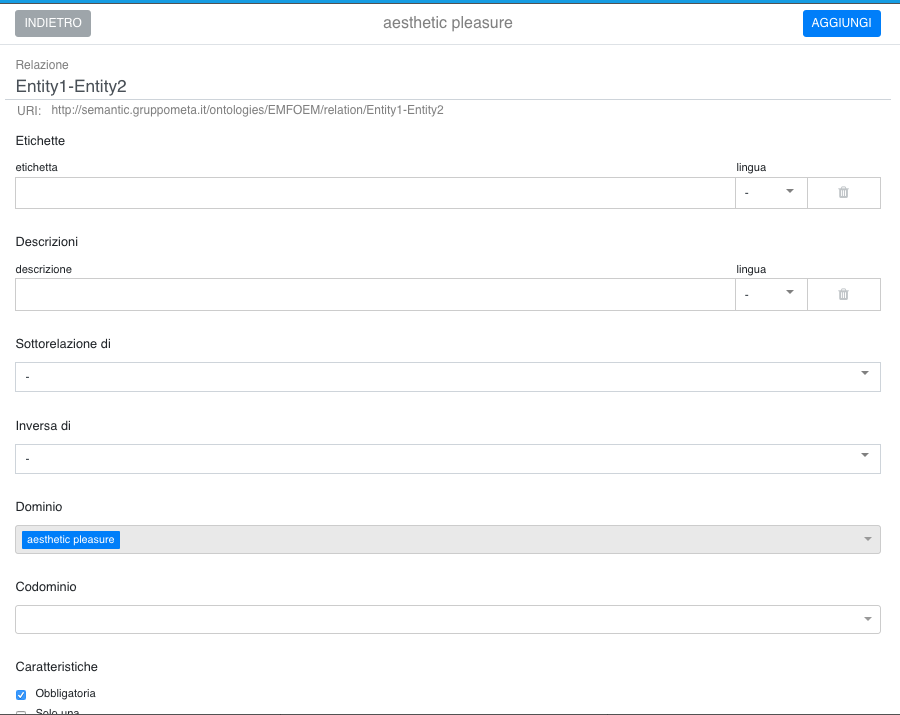 INDIETRO aesthetic pleasure AGGIUNGI
Relazione
Entity1-Entity2
URI: http://semantic.gruppometa.it/ontologies/EMFOEM/relation/Entity1-Entity2
Etichette
etichetta lingua
-
Descrizioni
descrizione lingua
-
Sottorelazione di
-
Inversa di
-
Dominio
aesthetic pleasure
Codominio
Caratteristiche
Obbligatoria
Solo una